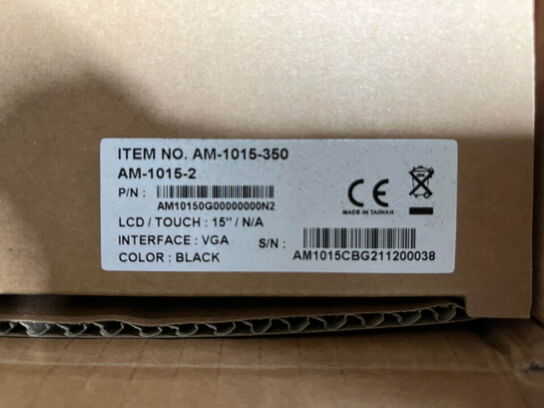 ITEM NO. AM-1015-350
AM-1015-2
P/N :
AM10150G00000000N2
LCD / TOUCH : 15" / N/A
INTERFACE : VGA
COLOR : BLACK
CE
MADE IN TAIWAN
S/N :
AM1015CBG211200038